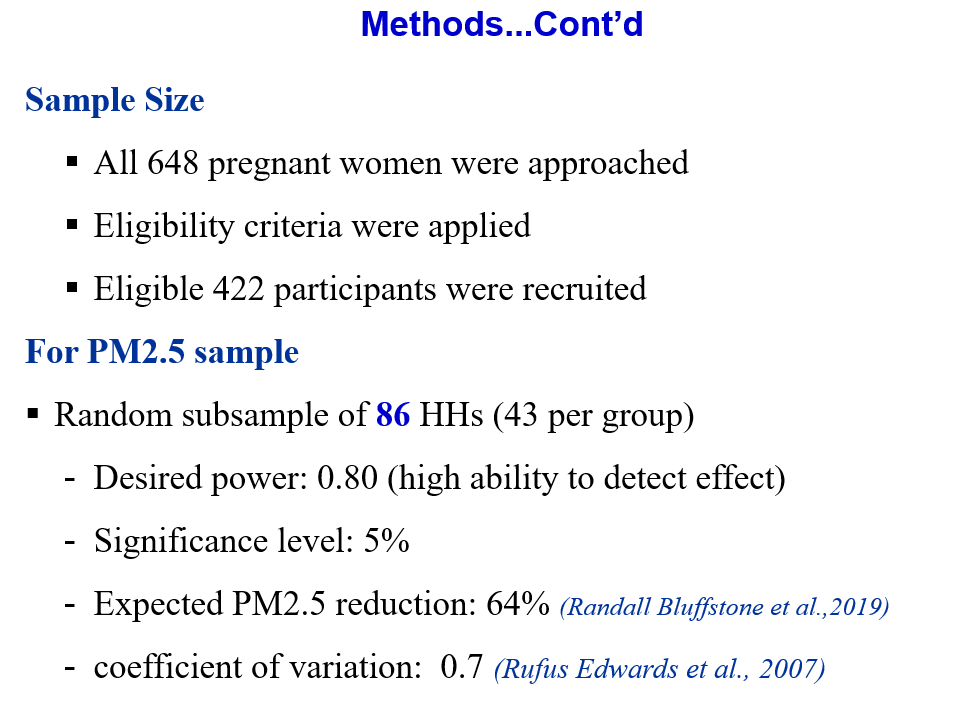 Methods...Cont’d
Sample Size
▪ All 648 pregnant women were approached
▪ Eligibility criteria were applied
▪ Eligible 422 participants were recruited
For PM2.5 sample
▪ Random subsample of 86 HHs (43 per group)
- Desired power: 0.80 (high ability to detect effect)
- Significance level: 5%
- Expected PM2.5 reduction: 64% (Randall Bluffstone et al.,2019)
- coefficient of variation: 0.7 (Rufus Edwards et al., 2007)